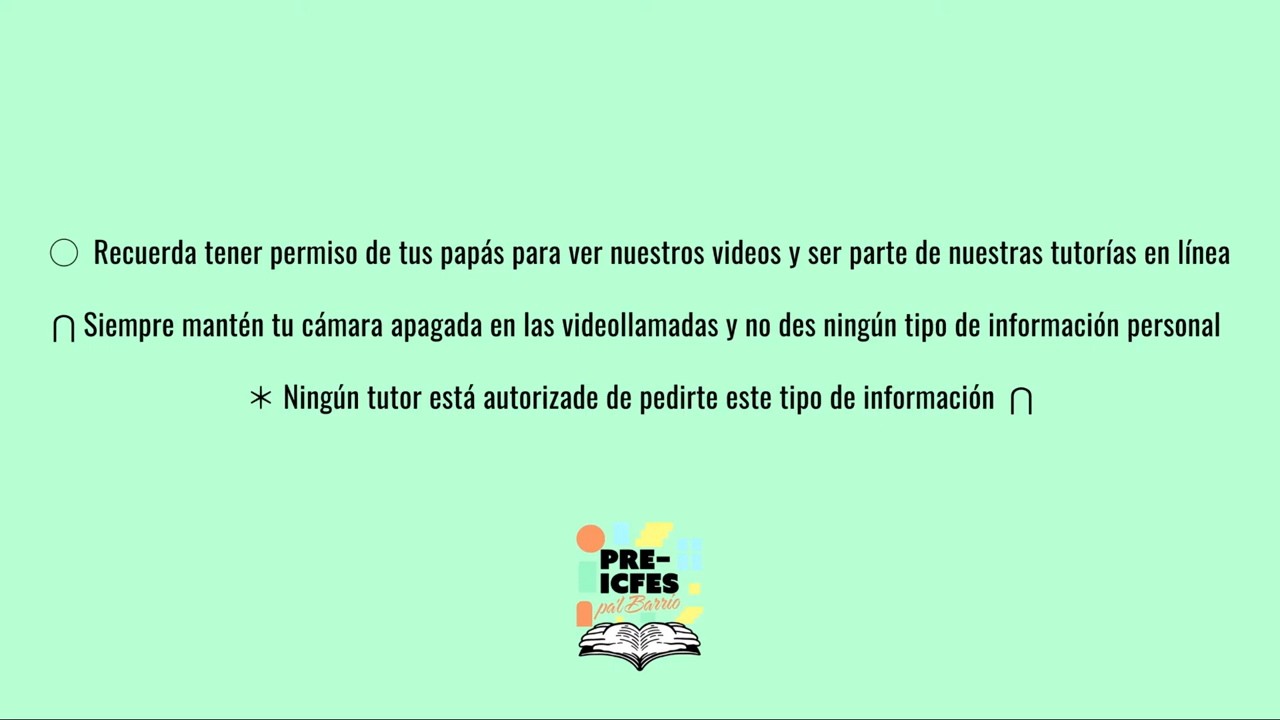 ○ Recuerda tener permiso de tus papás para ver nuestros videos y ser parte de nuestras tutorías en línea
∩ Siempre mantén tu cámara apagada en las videollamadas y no des ningún tipo de información personal
* Ningún tutor está autorizade de pedirte este tipo de información ∩
PRE-
ICFES
pa'l Barrio